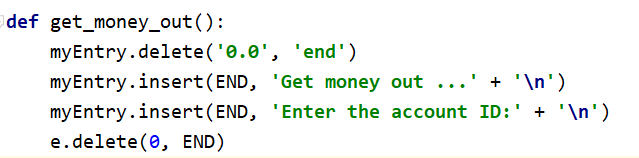 def get_money_out():
    myEntry.delete('0.0', 'end')
    myEntry.insert(END, 'Get money out ...' + '\n')
    myEntry.insert(END, 'Enter the account ID:' + '\n')
    e.delete(0, END)